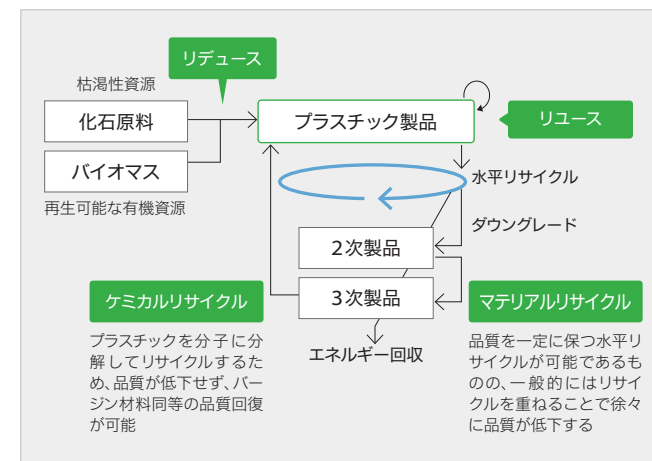 リデュース
枯渇性資源
化石原料
プラスチック製品
リユース
バイオマス
再生可能な有機資源
水平リサイクル
ダウングレード
2次製品
3次製品
エネルギー回収
ケミカルリサイクル
プラスチックを分子に分
解してリサイクルするた
め、品質が低下せず、バー
ジン材料同等の品質回復
が可能
マテリアルリサイクル
品質を一定に保つ水平リ
サイクルが可能であるも
のの、一般的にはリサイ
クルを重ねることで徐々
に品質が低下する